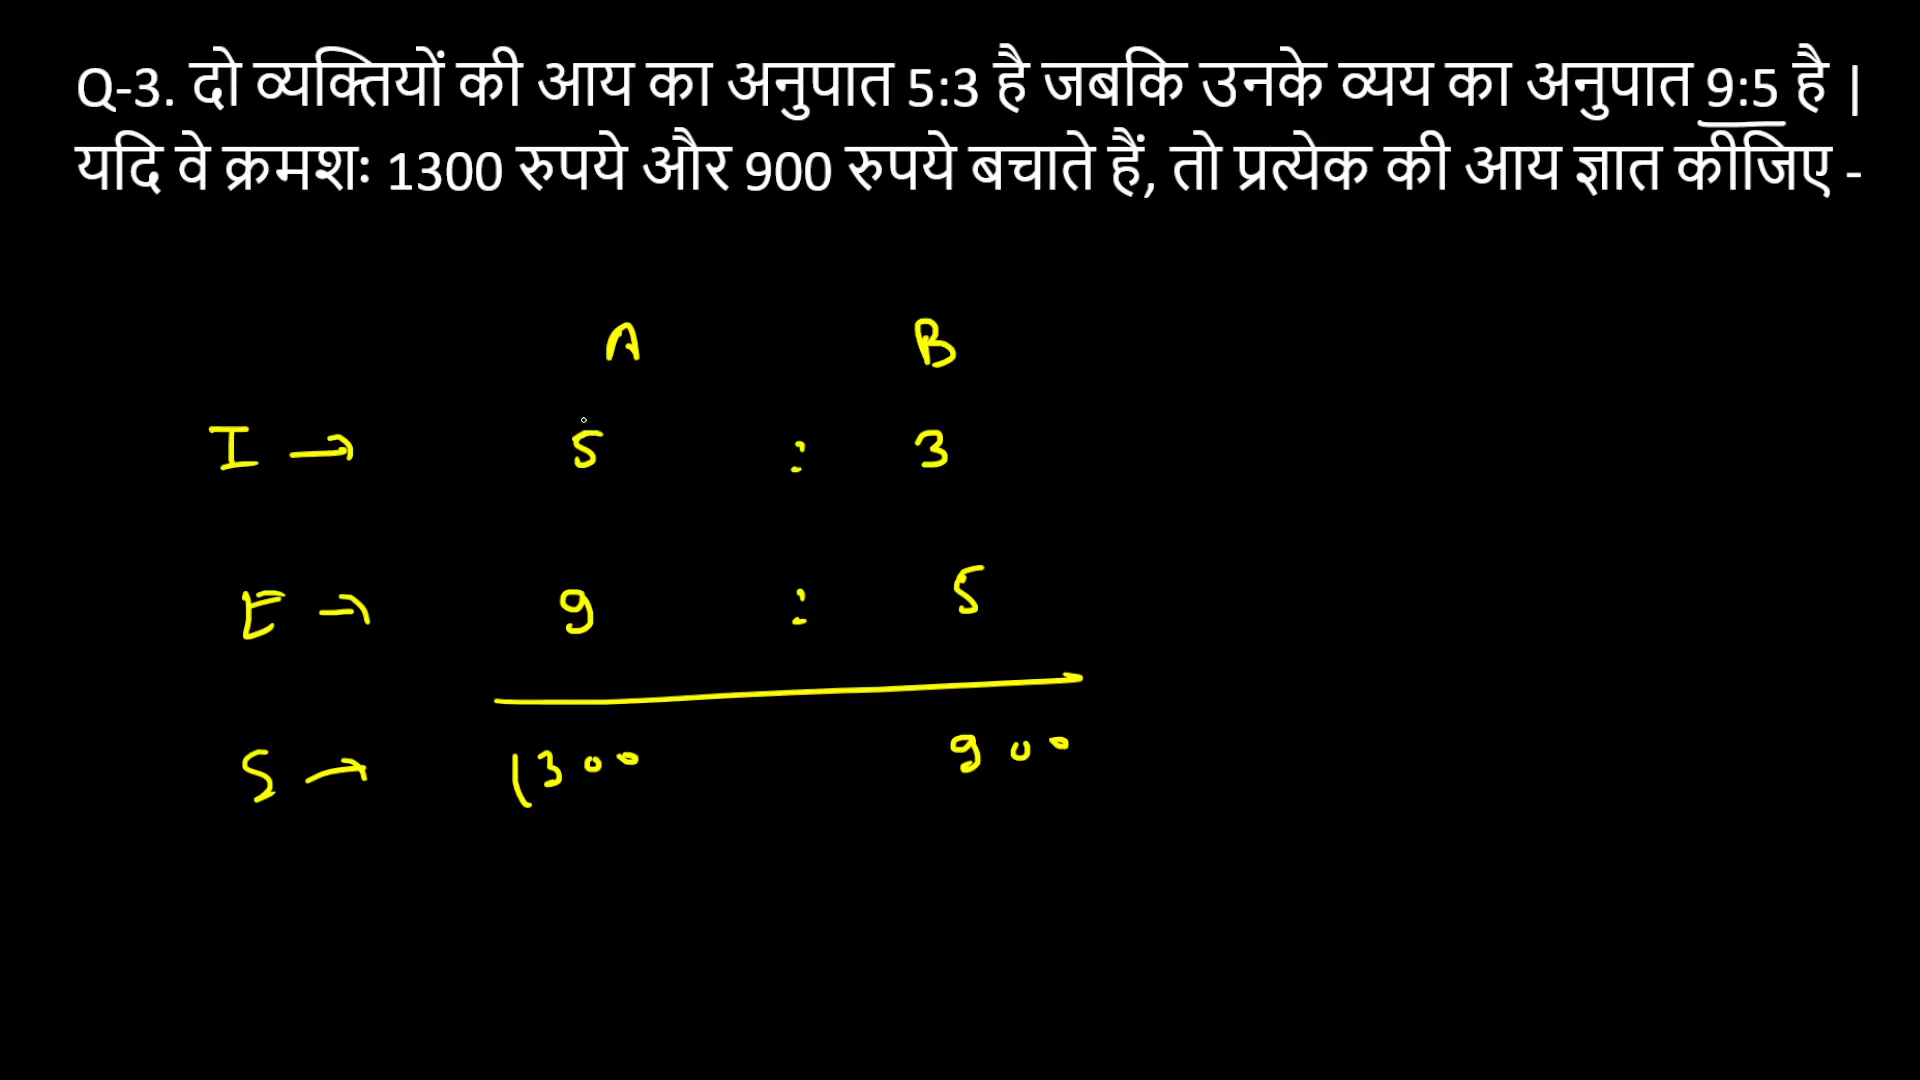 Q-3. दो व्यक्तियों की आय का अनुपात 5:3 है जबकि उनके व्यय का अनुपात 9:5 है |
यदि वे क्रमशः 1300 रुपये और 900 रुपये बचाते हैं, तो प्रत्येक की आय ज्ञात कीजिए -
A B
I → 5 : 3
E → 9 : 5
S → 1300 900